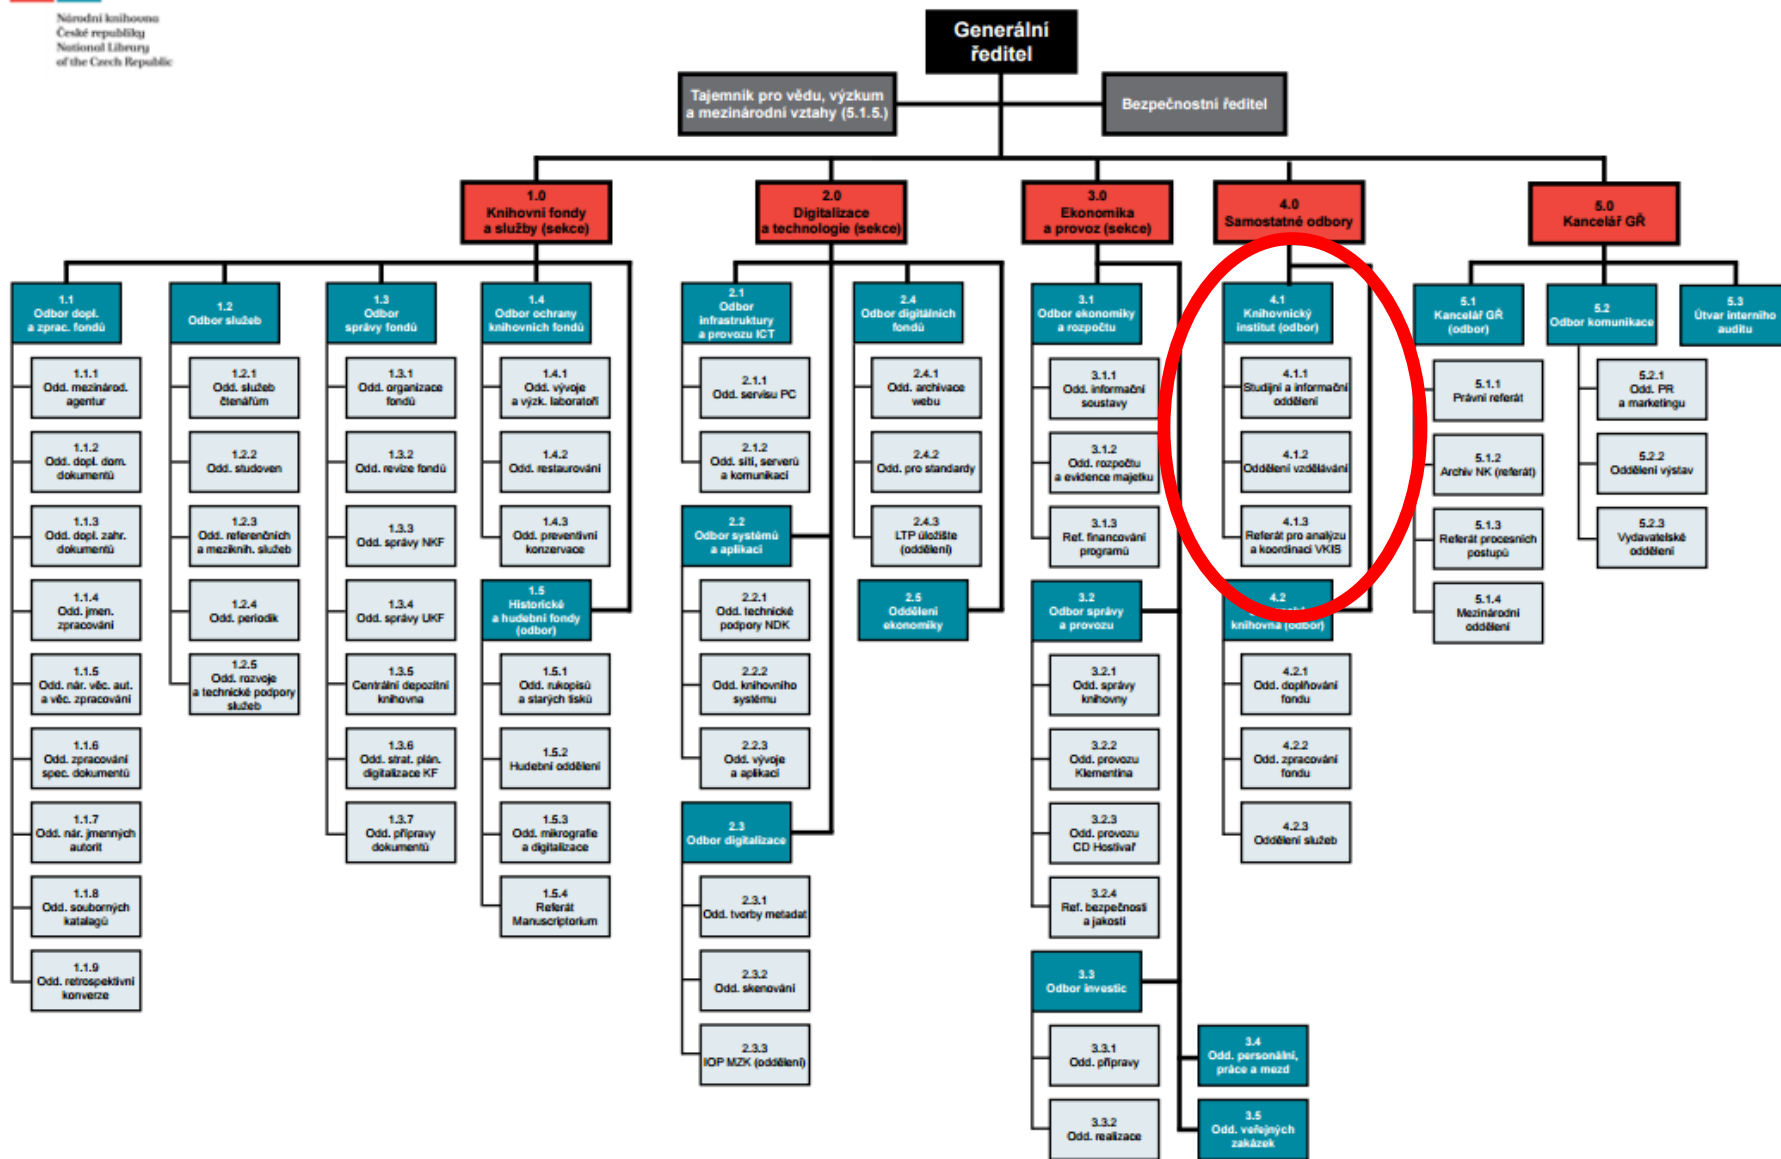 Národní knihovna
České republiky
National Library
of the Czech Republic
Generální
ředitel
Tajemník pro vědu, výzkum
a mezinárodní vztahy (5.1.5.)
Bezpečnostní ředitel
1.0
Knihovní fondy
a služby (sekce)
2.0
Digitalizace
a technologie (sekce)
3.0
Ekonomika
a provoz (sekce)
4.0
Samostatné odbory
5.0
Kancelář GŘ
1.1
Odbor dopl.
a zprac. fondů
1.1.1
Odd. mezinárod.
agentur
1.1.2
Odd. dopl. dom.
dokumentů
1.1.3
Odd. dopl. zahr.
dokumentů
1.1.4
Odd. jmen.
zpracování
1.1.5
Odd. nár. věc. aut.
a věc. zpracování
1.1.6
Odd. zpracování
spec. dokumentů
1.1.7
Odd. nár. jmenných
autorit
1.1.8
Odd. souborných
katalagů
1.1.9
Odd. retrospektivní
konverze
1.2
Odbor služeb
1.2.1
Odd. služeb
čtenářům
1.2.2
Odd. studoven
1.2.3
Odd. referenčních
a meziknih. služeb
1.2.4
Odd. periodik
1.2.5
Odd. rozvoje
a technické podpory
služeb
1.3
Odbor
správy fondů
1.3.1
Odd. organizace
fondů
1.3.2
Odd. revize fondů
1.3.3
Odd. správy NKF
1.3.4
Odd. správy UKF
1.3.5
Centrální depozitní
knihovna
1.3.6
Odd. strat. plán.
digitalizace KF
1.3.7
Odd. přípravy
dokumentů
1.4
Odbor ochrany
knihovních fondů
1.4.1
Odd. vývoje
a výzk. laboratoří
1.4.2
Odd. restaurování
1.4.3
Odd. preventivní
konzervace
1.5
Historické
a hudební fondy
(odbor)
1.5.1
Odd. rukopisů
a starých tisků
1.5.2
Hudební oddělení
1.5.3
Odd. mikrografie
a digitalizace
1.5.4
Referát
Manuscriptorium
2.1
Odbor
infrastruktury
a provozu ICT
2.1.1
Odd. servisu PC
2.1.2
Odd. sítí, serverů
a komunikací
2.2
Odbor systémů
a aplikací
2.2.1
Odd. technické
podpory NDK
2.2.2
Odd. knihovního
systému
2.2.3
Odd. vývoje
a aplikací
2.3
Odbor digitalizace
2.3.1
Odd. tvorby metadat
2.3.2
Odd. skenování
2.3.3
IOP MZK (oddělení)
2.4
Odbor digitálních
fondů
2.4.1
Odd. archivace
webu
2.4.2
Odd. pro standardy
2.4.3
LTP úložiště
(oddělení)
2.5
Oddělení
ekonomiky
3.1
Odbor ekonomiky
a rozpočtu
3.1.1
Odd. informační
soustavy
3.1.2
Odd. rozpočtu
a evidence majetku
3.1.3
Ref. financování
programů
3.2
Odbor správy
a provozu
3.2.1
Odd. správy
knihovny
3.2.2
Odd. provozu
Klementina
3.2.3
Odd. provozu
CD Hostivař
3.2.4
Ref. bezpečnosti
a jakosti
3.3
Odbor investic
3.3.1
Odd. přípravy
3.3.2
Odd. realizace
3.4
Odd. personální,
práce a mezd
3.5
Odd. veřejných
zakázek
4.1
Knihovnický
institut (odbor)
4.1.1
Studijní a informační
oddělení
4.1.2
Oddělení vzdělávání
4.1.3
Referát pro analýzu
a koordinaci VKIS
4.2
knihovna (odbor)
4.2.1
Odd. doplňování
fondu
4.2.2
Odd. zpracování
fondu
4.2.3
Oddělení služeb
5.1
Kancelář GŘ
(odbor)
5.1.1
Právní referát
5.1.2
Archiv NK (referát)
5.1.3
Referát procesních
postupů
5.1.4
Mezinárodní
oddělení
5.2
Odbor komunikace
5.2.1
Odd. PR
a marketingu
5.2.2
Oddělení výstav
5.2.3
Vydavatelské
oddělení
5.3
Útvar interního
auditu